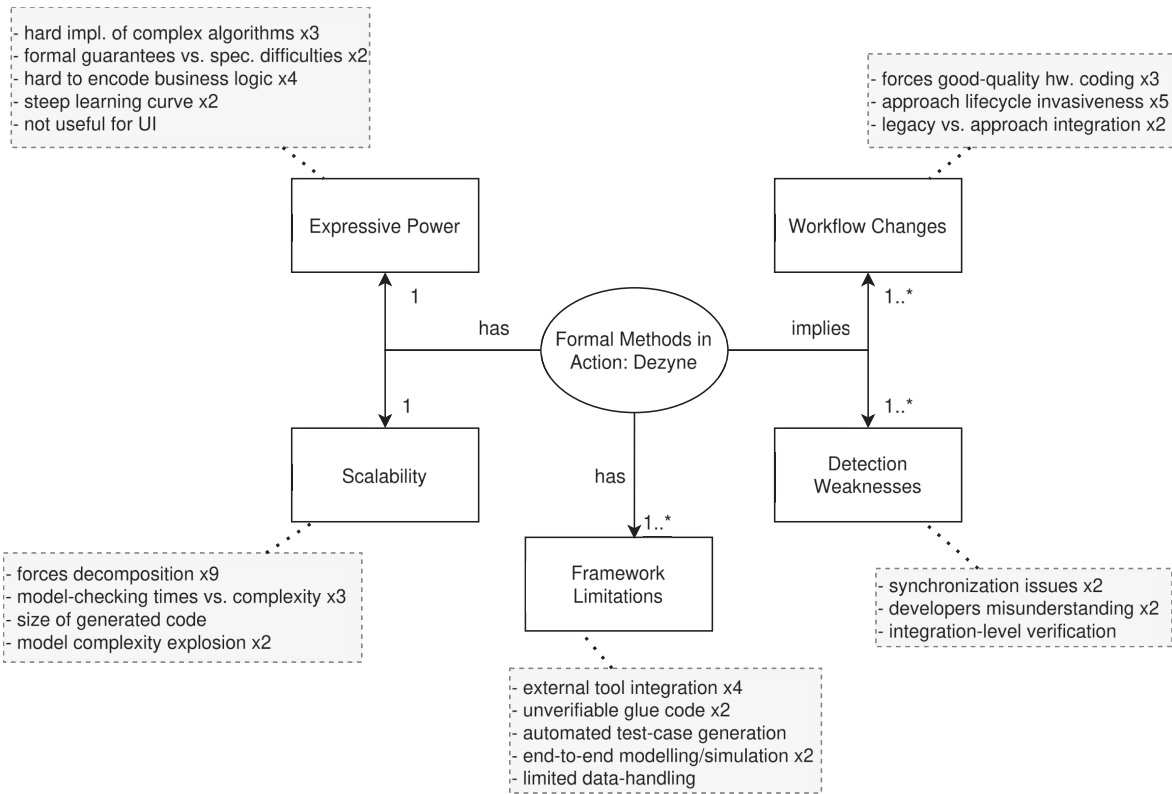 - hard impl. of complex algorithms x3
- formal guarantees vs. spec. difficulties x2
- hard to encode business logic x4
- steep learning curve x2
- not useful for UI
- forces good-quality hw. coding x3
- approach lifecycle invasiveness x5
- legacy vs. approach integration x2
Expressive Power
Workflow Changes
1
1..*
has
Formal Methods in
Action: Dezyne
implies
1
1..*
Scalability
has
Detection
Weaknesses
1..*
Framework
Limitations
- forces decomposition x9
- model-checking times vs. complexity x3
- size of generated code
- model complexity explosion x2
- synchronization issues x2
- developers misunderstanding x2
- integration-level verification
- external tool integration x4
- unverifiable glue code x2
- automated test-case generation
- end-to-end modelling/simulation x2
- limited data-handling